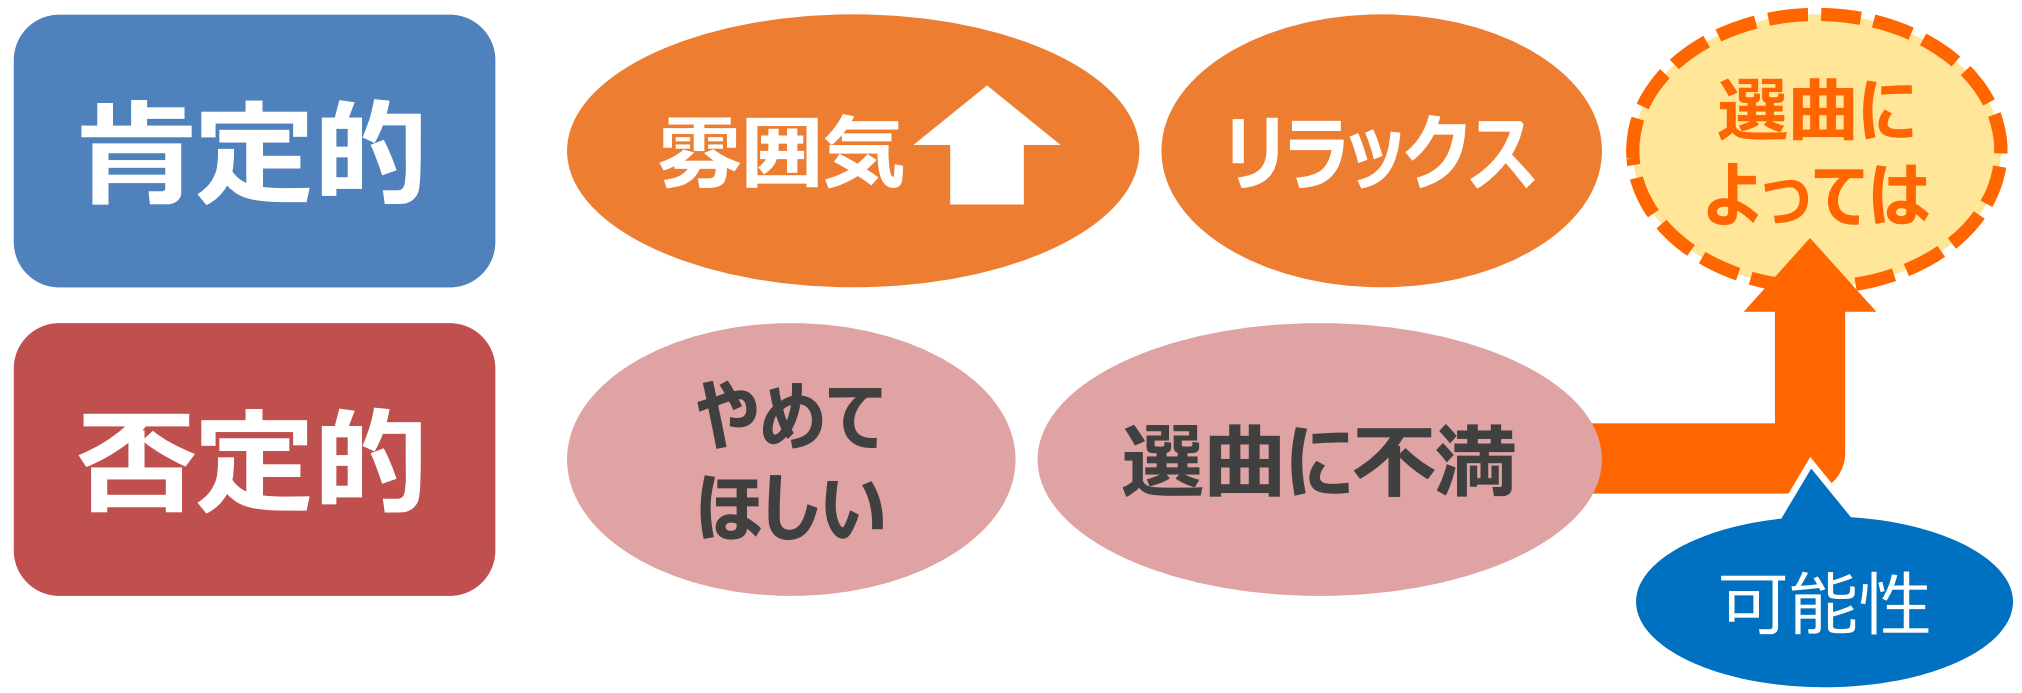 肯定的
雰囲気
リラックス
選曲に
よっては
否定的
やめて
ほしい
選曲に不満
可能性